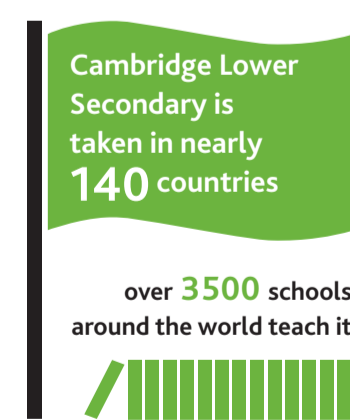 Cambridge Lower
Secondary is
taken in nearly
140 countries
over 3500 schools
around the world teach it